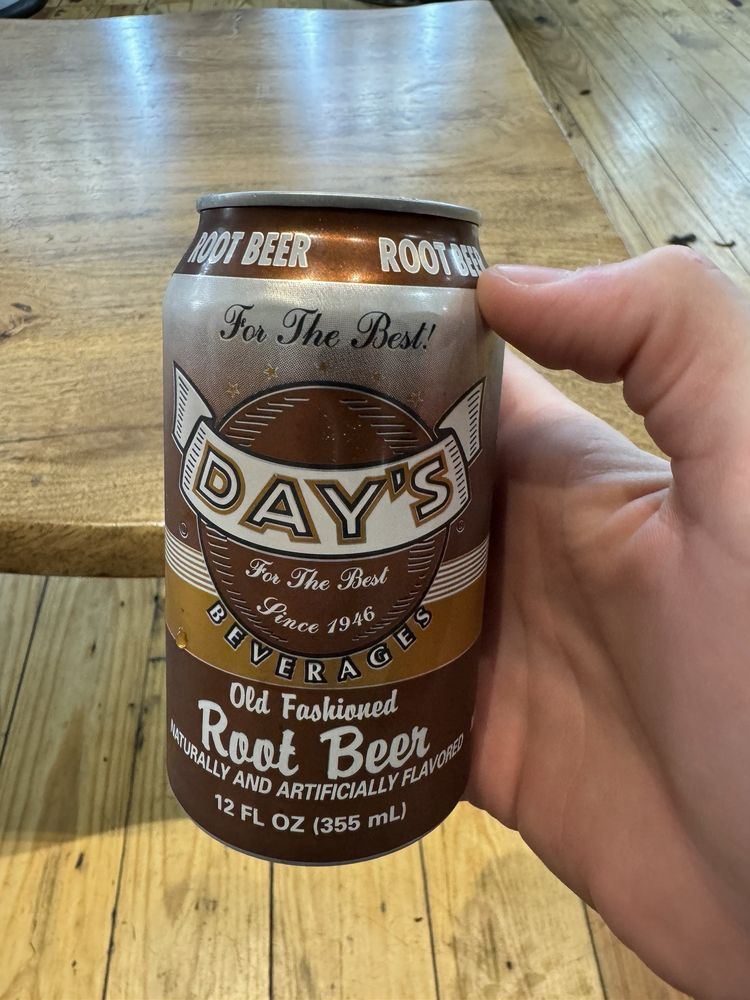 ROOT BEER ROOT BEER
For The Best!
DAY'S
For The Best
Since 1946
BEVERAGES
Old Fashioned
Root Beer
NATURALLY AND ARTIFICIALLY FLAVORED
12 FL OZ (355 mL)